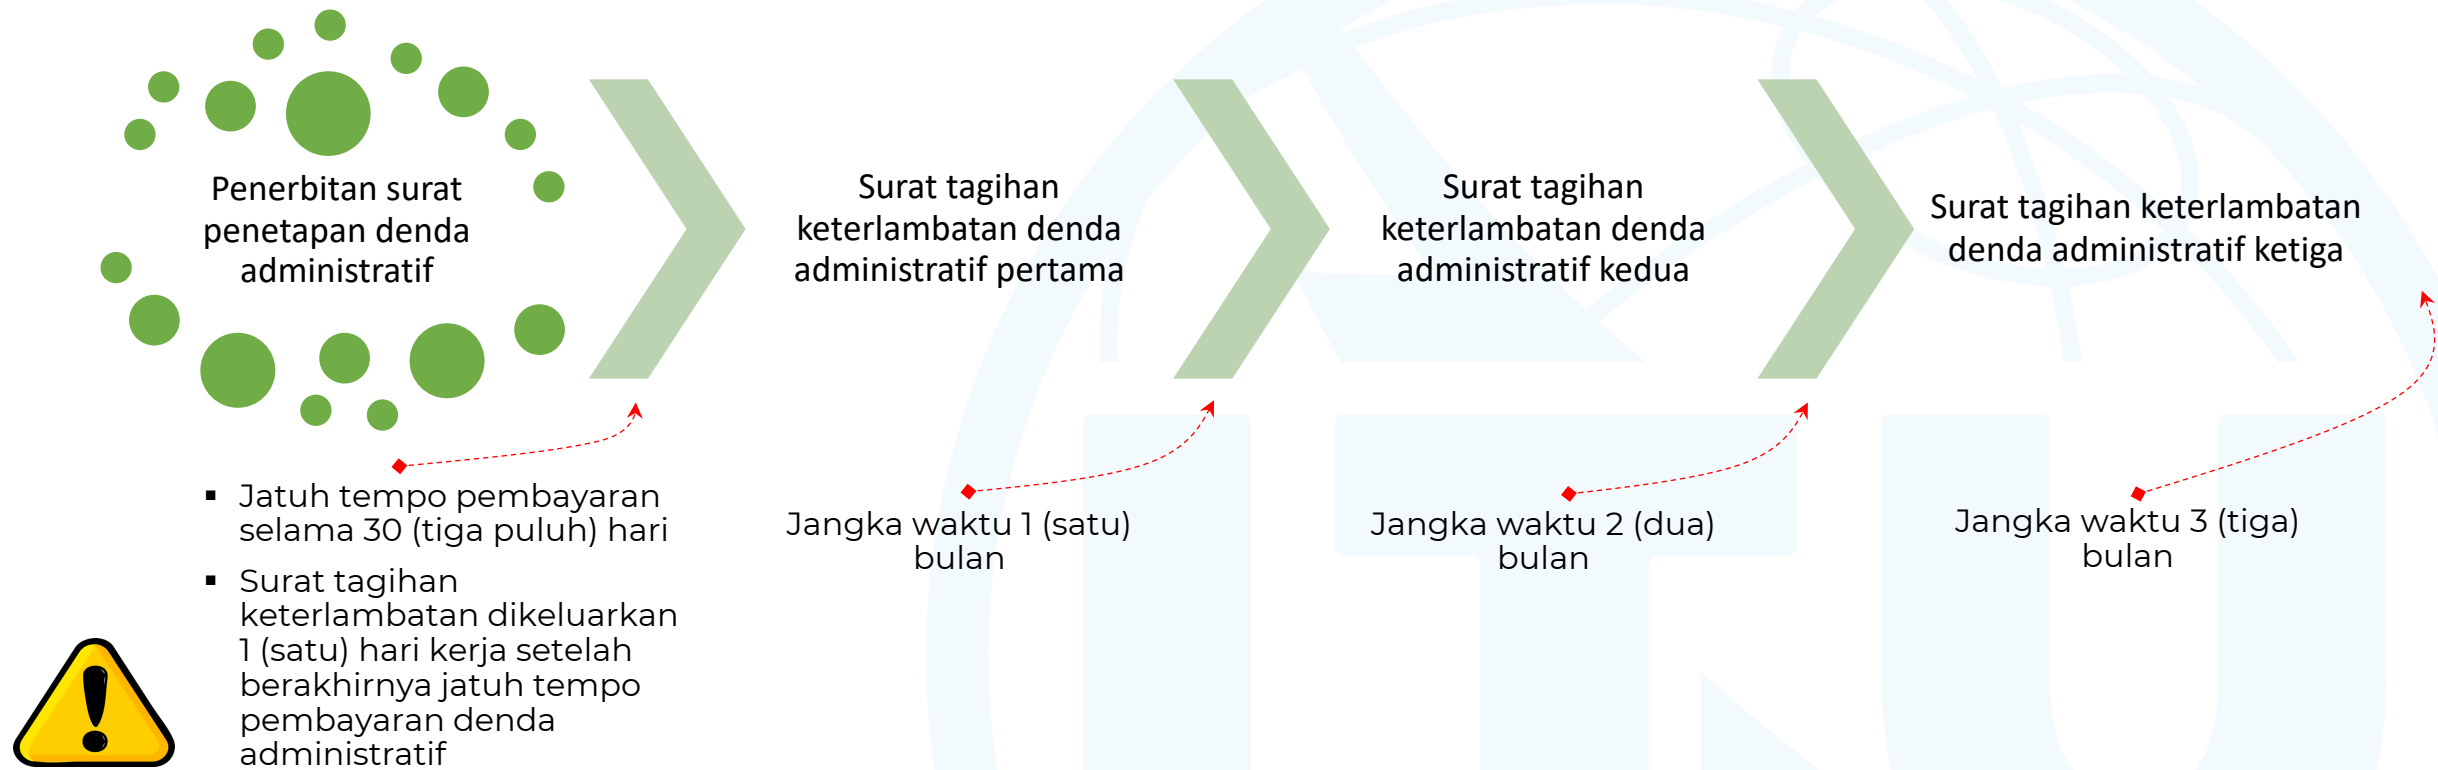 Penerbitan surat
penetapan denda
administratif
Surat tagihan
keterlambatan denda
administratif pertama
Surat tagihan
keterlambatan denda
administratif kedua
Surat tagihan keterlambatan
denda administratif ketiga
▪ Jatuh tempo pembayaran
selama 30 (tiga puluh) hari
▪ Surat tagihan
keterlambatan dikeluarkan
1 (satu) hari kerja setelah
berakhirnya jatuh tempo
pembayaran denda
administratif
Jangka waktu 1 (satu)
bulan
Jangka waktu 2 (dua)
bulan
Jangka waktu 3 (tiga)
bulan
ITU